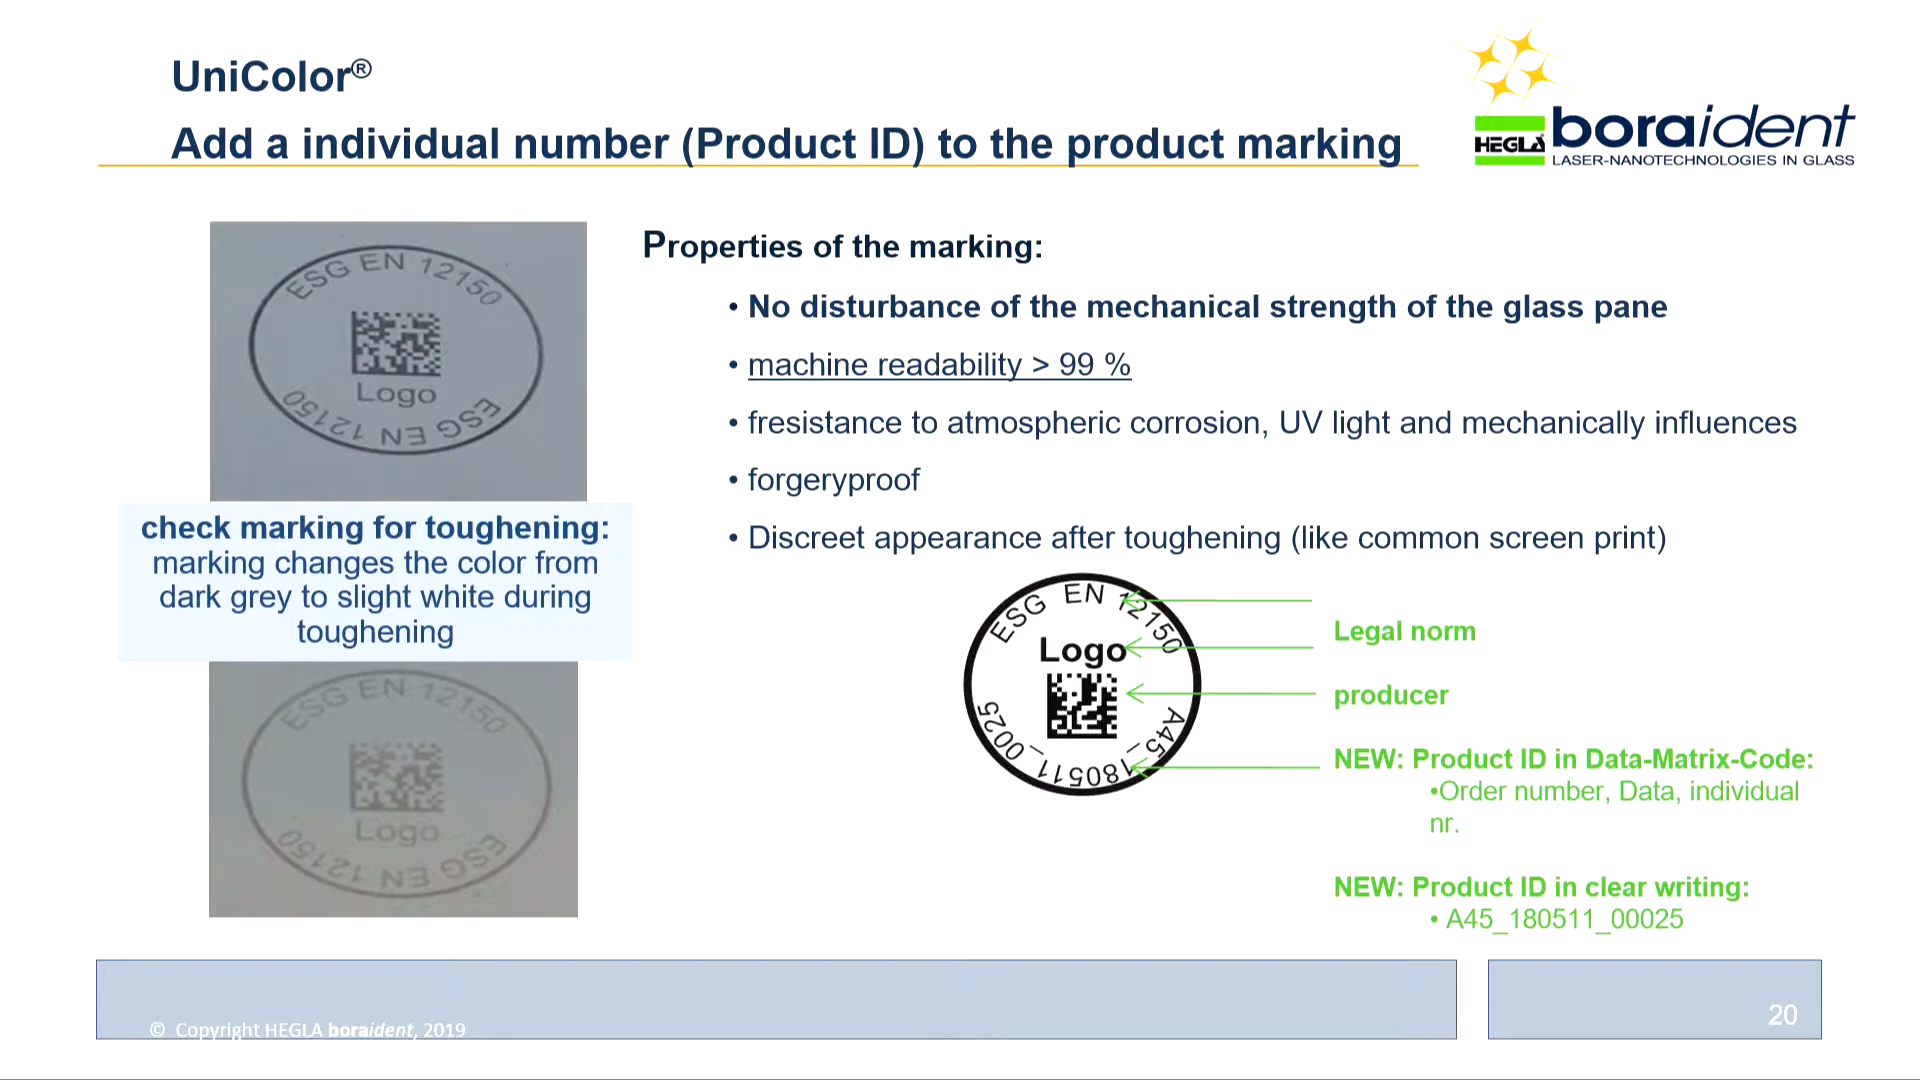 UniColor®
Add a individual number (Product ID) to the product marking
HEGLA boraident
LASER-NANOTECHNOLOGIES IN GLASS
ESG EN 12150
Logo
ESG EN 12150
check marking for toughening:
marking changes the color from
dark grey to slight white during
toughening
ESG EN 12150
Logo
ESG EN 12150
Properties of the marking:
• No disturbance of the mechanical strength of the glass pane
• machine readability > 99 %
• fresistance to atmospheric corrosion, UV light and mechanically influences
• forgeryproof
• Discreet appearance after toughening (like common screen print)
ESG EN 12150
Logo
A45_180511_0025
Legal norm
producer
NEW: Product ID in Data-Matrix-Code:
•Order number, Data, individual
nr.
NEW: Product ID in clear writing:
• A45_180511_00025
© Copyright HEGLA boraident, 2019
20